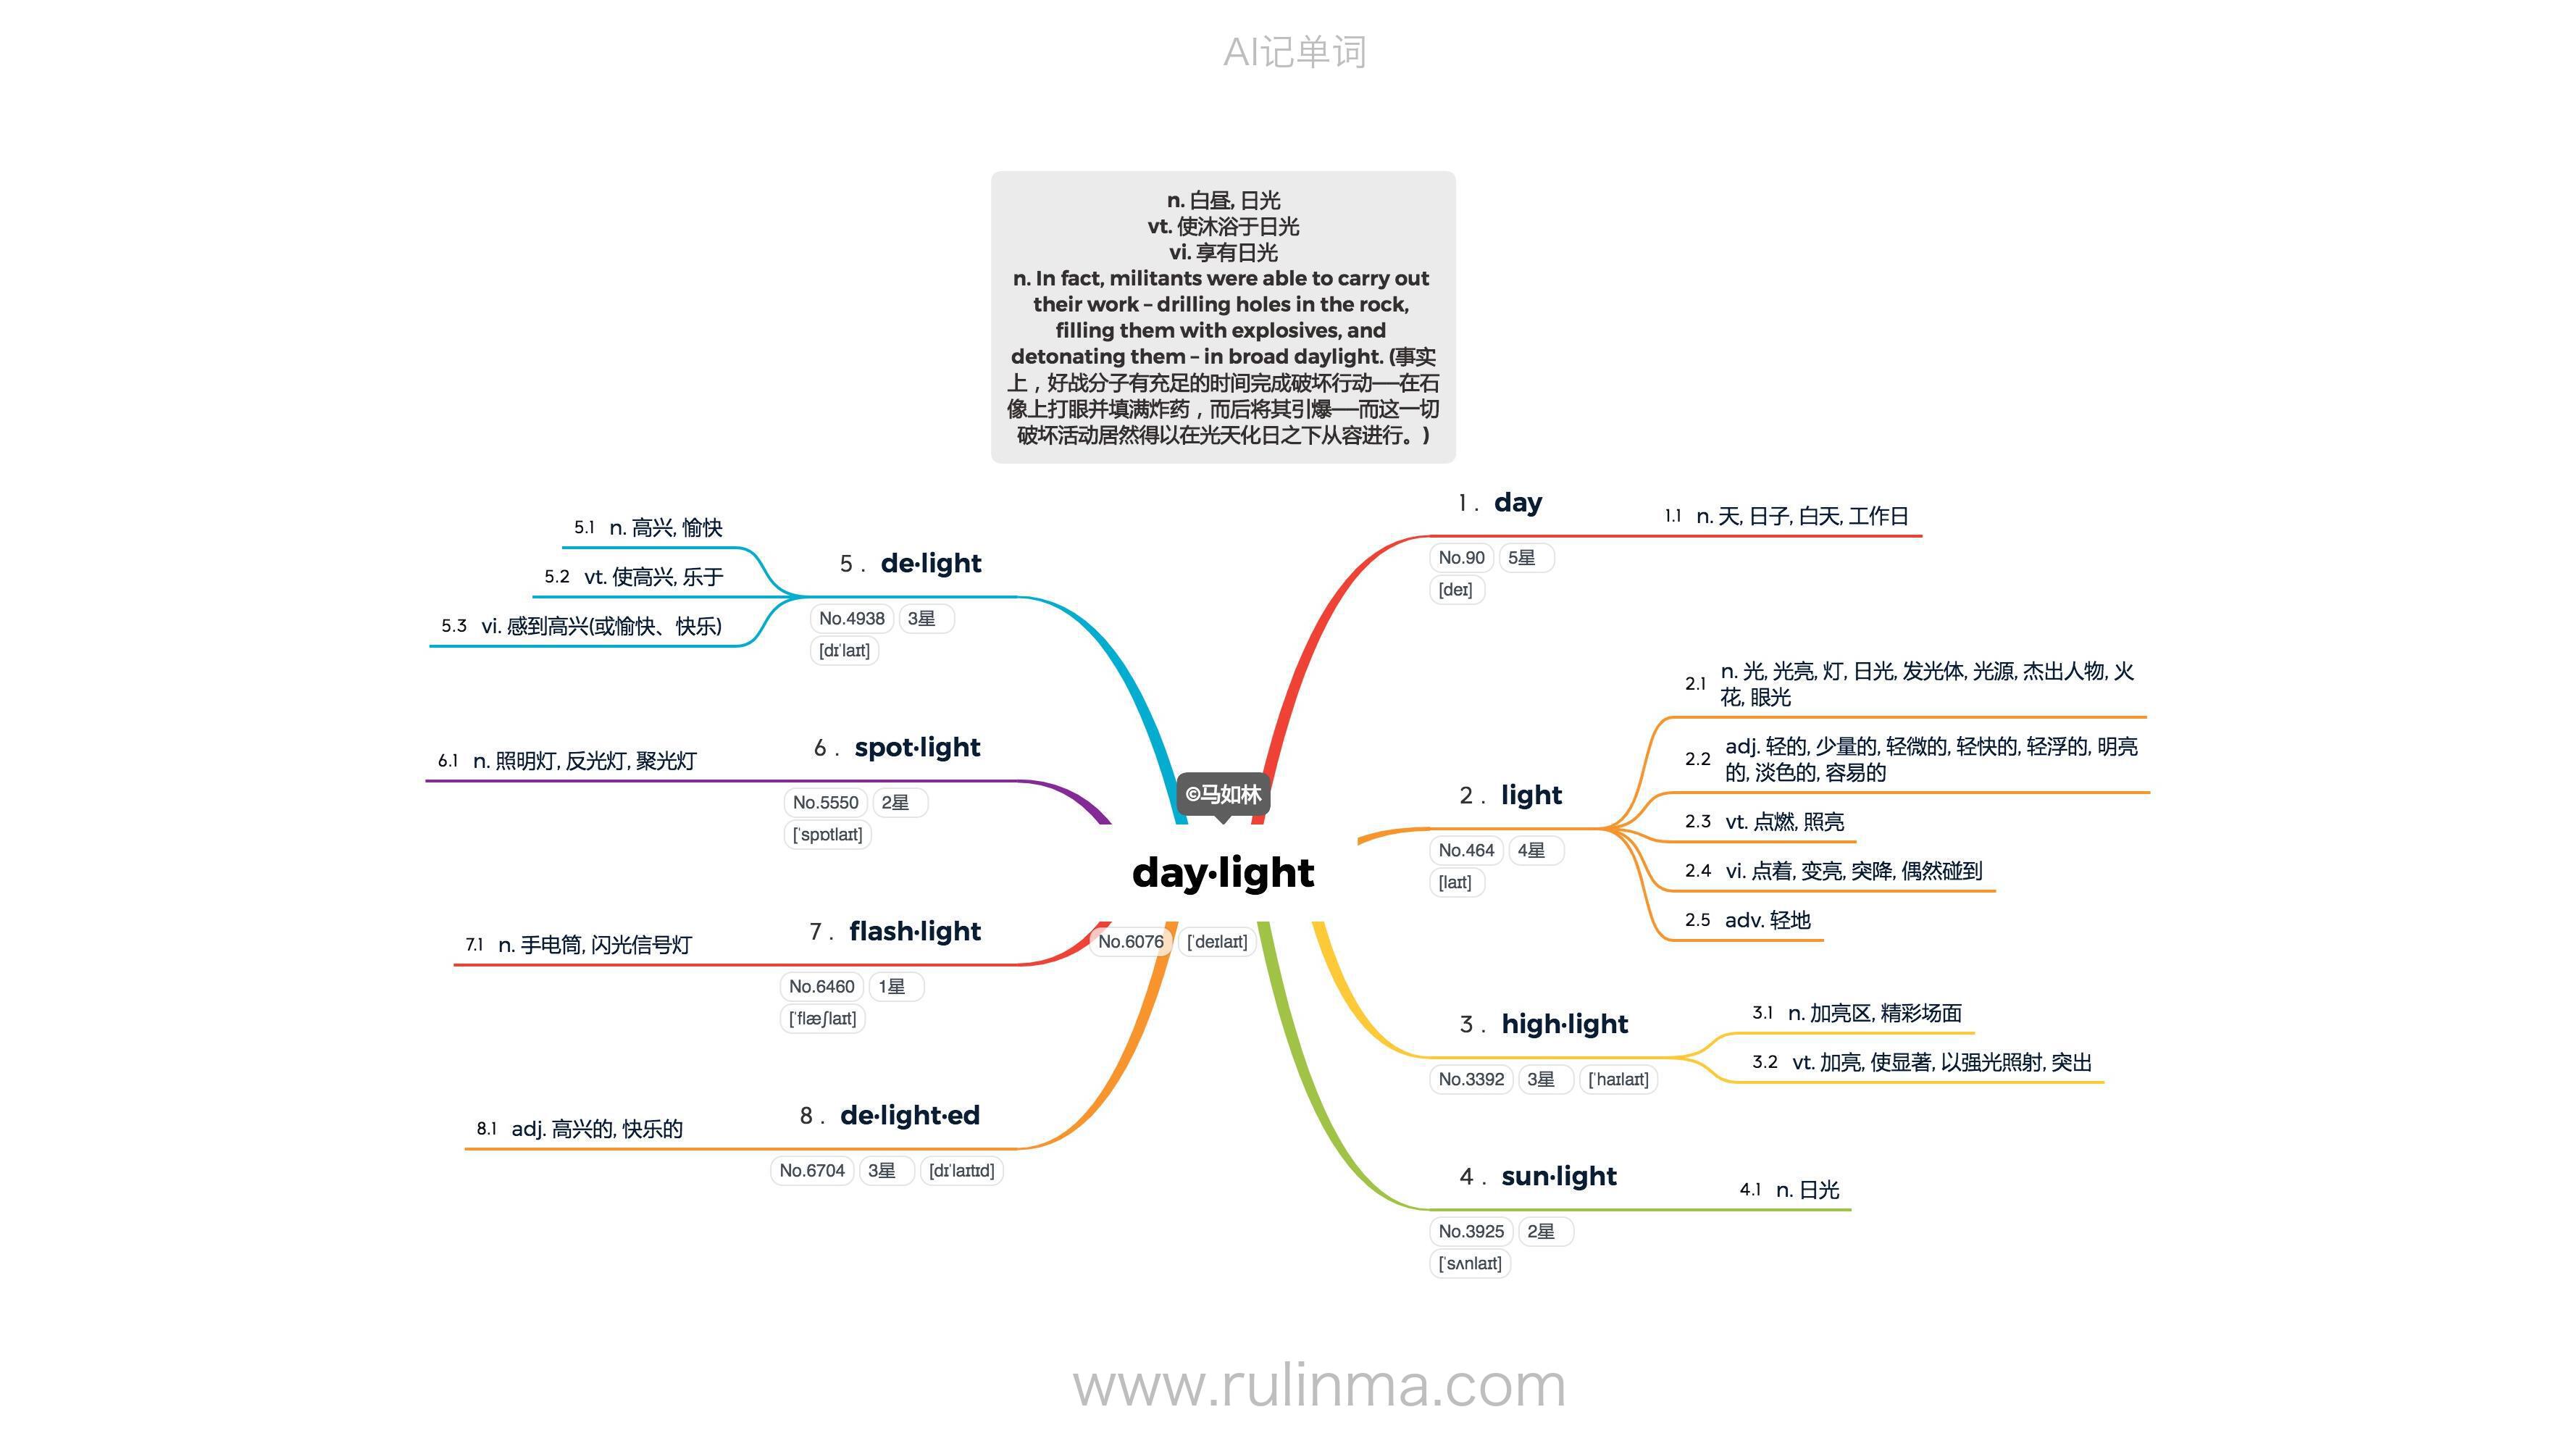 AI记单词
n. 白昼, 日光
vt. 使沐浴于日光
vi. 享有日光
n. In fact, militants were able to carry out
their work – drilling holes in the rock,
filling them with explosives, and
detonating them – in broad daylight. (事实
上，好战分子有充足的时间完成破坏行动──在石
像上打眼并填满炸药，而后将其引爆──而这一切
破坏活动居然得以在光天化日之下从容进行。)
©马如林
day·light
No.6076 [ˈdeɪlaɪt]
1. day
No.90 5星
[deɪ]
1.1 n. 天, 日子, 白天, 工作日
2. light
No.464 4星
[laɪt]
2.1 n. 光, 光亮, 灯, 日光, 发光体, 光源, 杰出人物, 火
花, 眼光
2.2 adj. 轻的, 少量的, 轻微的, 轻快的, 轻浮的, 明亮
的, 淡色的, 容易的
2.3 vt. 点燃, 照亮
2.4 vi. 点着, 变亮, 突降, 偶然碰到
2.5 adv. 轻地
3. high·light
No.3392 3星 [ˈhaɪlaɪt]
3.1 n. 加亮区, 精彩场面
3.2 vt. 加亮, 使显著, 以强光照射, 突出
4. sun·light
No.3925 2星
[ˈsʌnlaɪt]
4.1 n. 日光
5. de·light
No.4938 3星
[dɪˈlaɪt]
5.1 n. 高兴, 愉快
5.2 vt. 使高兴, 乐于
5.3 vi. 感到高兴(或愉快、快乐)
6. spot·light
No.5550 2星
[ˈspɒtlaɪt]
6.1 n. 照明灯, 反光灯, 聚光灯
7. flash·light
No.6460 1星
[ˈflæʃlaɪt]
7.1 n. 手电筒, 闪光信号灯
8. de·light·ed
No.6704 3星 [dɪˈlaɪtɪd]
8.1 adj. 高兴的, 快乐的
www.rulinma.com